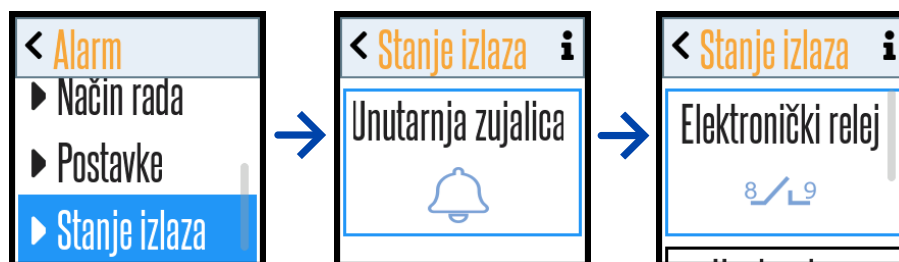 Alarm
Način rada
Postavke
Stanje izlaza
Stanje izlaza
Unutarnja zujalica
Stanje izlaza
Elektronički relej
8 9